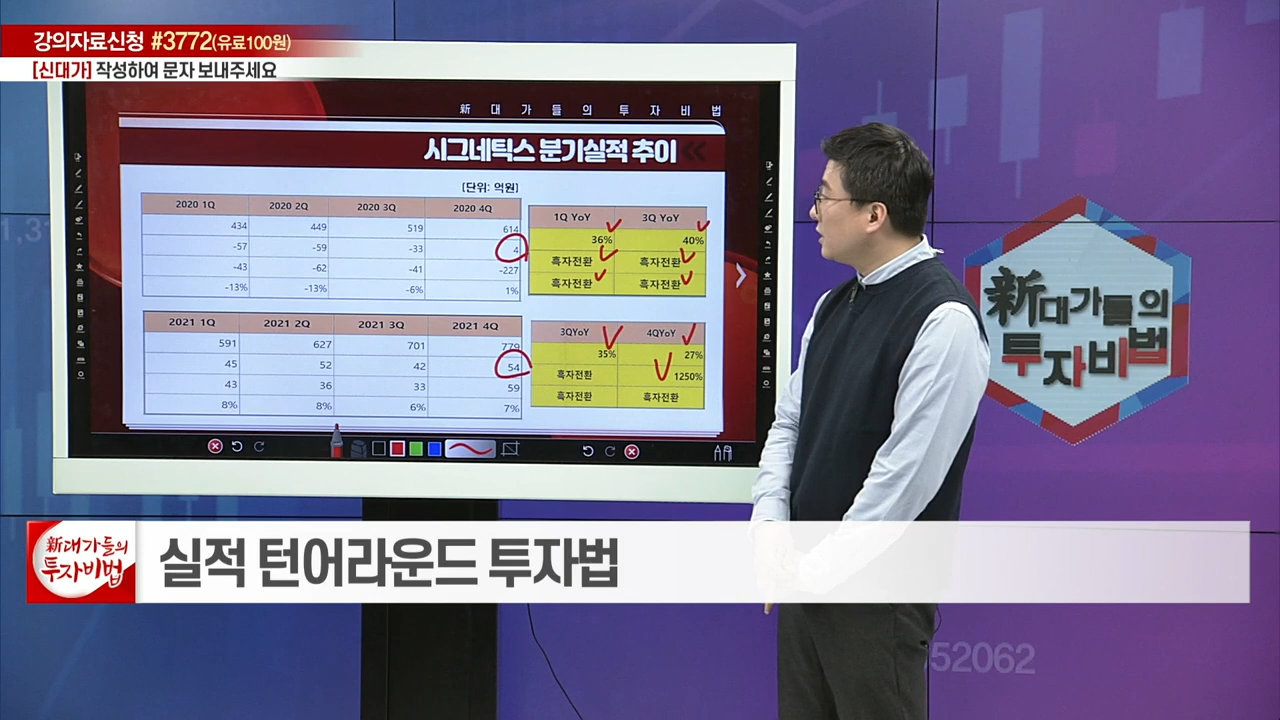 강의자료신청 #3772(유료100원)
[신대가] 작성하여 문자 보내주세요
新 대 가 들 의 투 자 비 법
시그네틱스 분기실적 추이
[단위: 억원]
2020 1Q 2020 2Q 2020 3Q 2020 4Q
434 449 519 614
-57 -59 -33 4
-43 -62 -41 -227
-13% -13% -6% 1%
1Q YoY 3Q YoY
36% 40%
흑자전환 흑자전환
흑자전환 흑자전환
2021 1Q 2021 2Q 2021 3Q 2021 4Q
591 627 701 779
45 52 42 54
43 36 33 59
8% 8% 6% 7%
3QYoY 4QYoY
35% 27%
흑자전환 1250%
흑자전환 흑자전환
新대가들의
투자비법
新대가들의
투자비법
실적 턴어라운드 투자법
52062